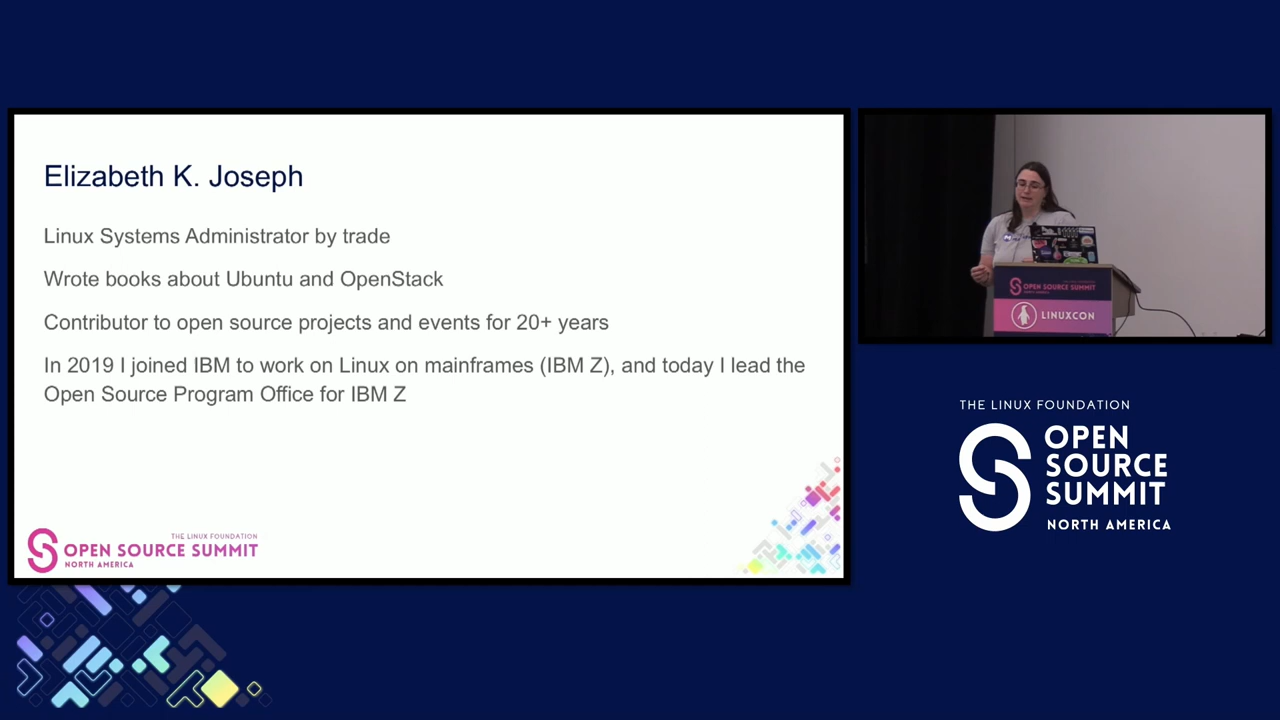 Elizabeth K. Joseph
Linux Systems Administrator by trade
Wrote books about Ubuntu and OpenStack
Contributor to open source projects and events for 20+ years
In 2019 I joined IBM to work on Linux on mainframes (IBM Z), and today I lead the
Open Source Program Office for IBM Z
THE LINUX FOUNDATION
OPEN SOURCE SUMMIT
NORTH AMERICA
OPEN SOURCE SUMMIT
LINUXCON
THE LINUX FOUNDATION
OPEN
SOURCE
SUMMIT
NORTH AMERICA